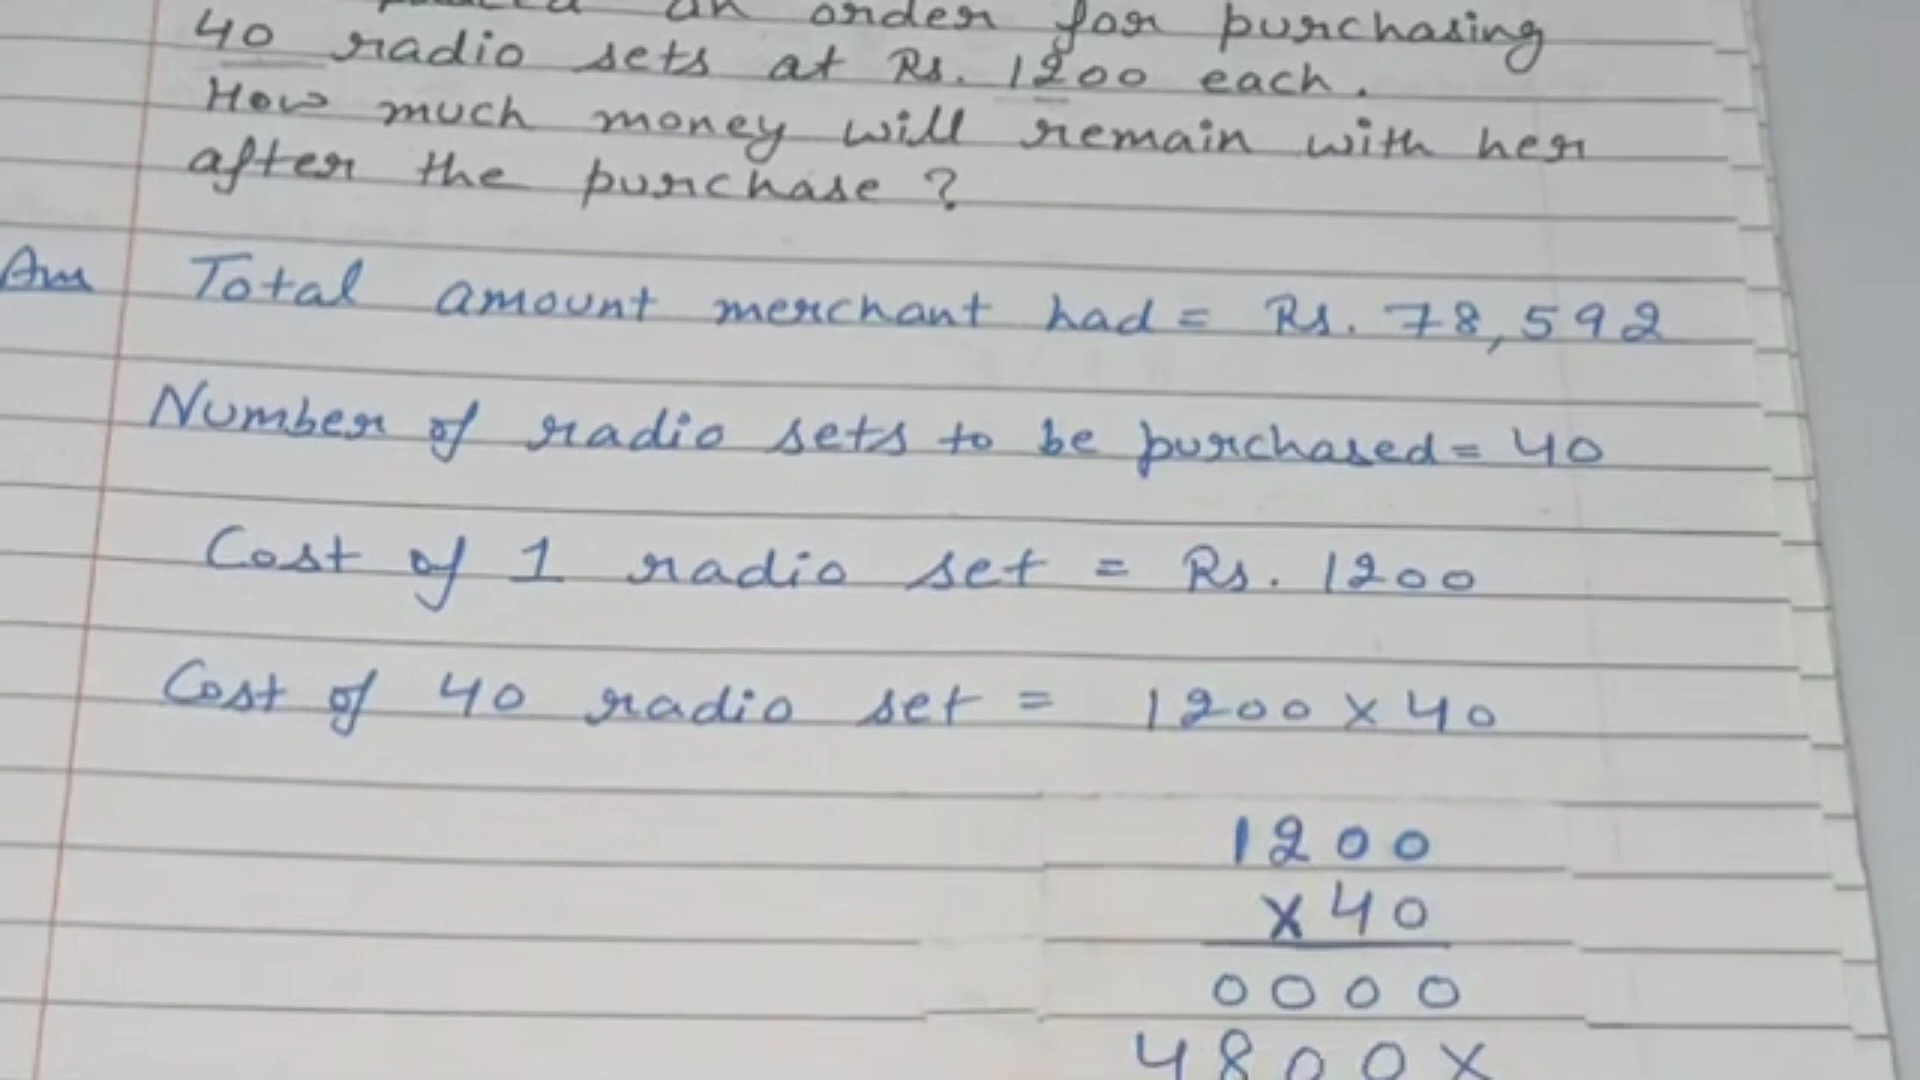 an order for purchasing
40 radio sets at Rs. 1200 each.
How much money will remain with her
after the purchase?
Ans Total amount merchant had = Rs. 78,592
Number of radio sets to be purchased = 40
Cost of 1 radio set = Rs. 1200
Cost of 40 radio set = 1200 x 40
1200
x 40
0000
4800x